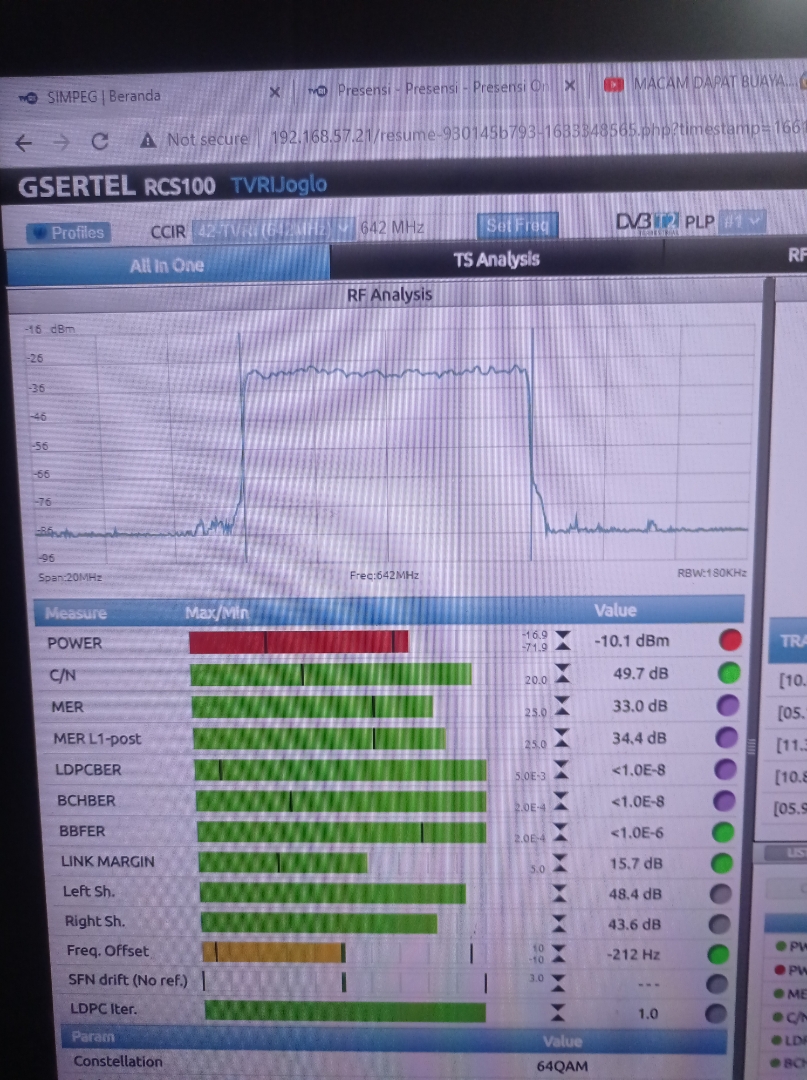 SIMPEG | Beranda
Presensi - Presensi - Presensi On
MACAM DAPAT BUAYA...
Not secure
192.168.57.21/resume-930145b793-1633348565.php?timestamp=166
GSERTEL RCS100 TVRIJoglo
Profiles
CCIR
42-TVRI (642MHz)
642 MHz
Set Freq
DVB T2 PLP #1
All In One
TS Analysis
RF
RF Analysis
-16 dBm
-26
-36
-46
-56
-66
-76
-86
-96
Span:20MHz
Freq:642MHz
RBW:180KHz
Measure Max/Min Value
POWER -16.9 -71.9 -10.1 dBm
C/N 20.0 49.7 dB
MER 25.0 33.0 dB
MER L1-post 25.0 34.4 dB
LDPCBER 5.0E-3 <1.0E-8
BCHBER 2.0E-4 <1.0E-8
BBFER 2.0E-4 <1.0E-6
LINK MARGIN 5.0 15.7 dB
Left Sh. 48.4 dB
Right Sh. 43.6 dB
Freq. Offset 10 -10 -212 Hz
SFN drift (No ref.) 3.0 ---
LDPC Iter. 1.0
Param Value
Constellation 64QAM
TRA
[10.
[05.
[11.
[10.8
[05.9
LIS
PW
PW
ME
C/N
LDP
BCH